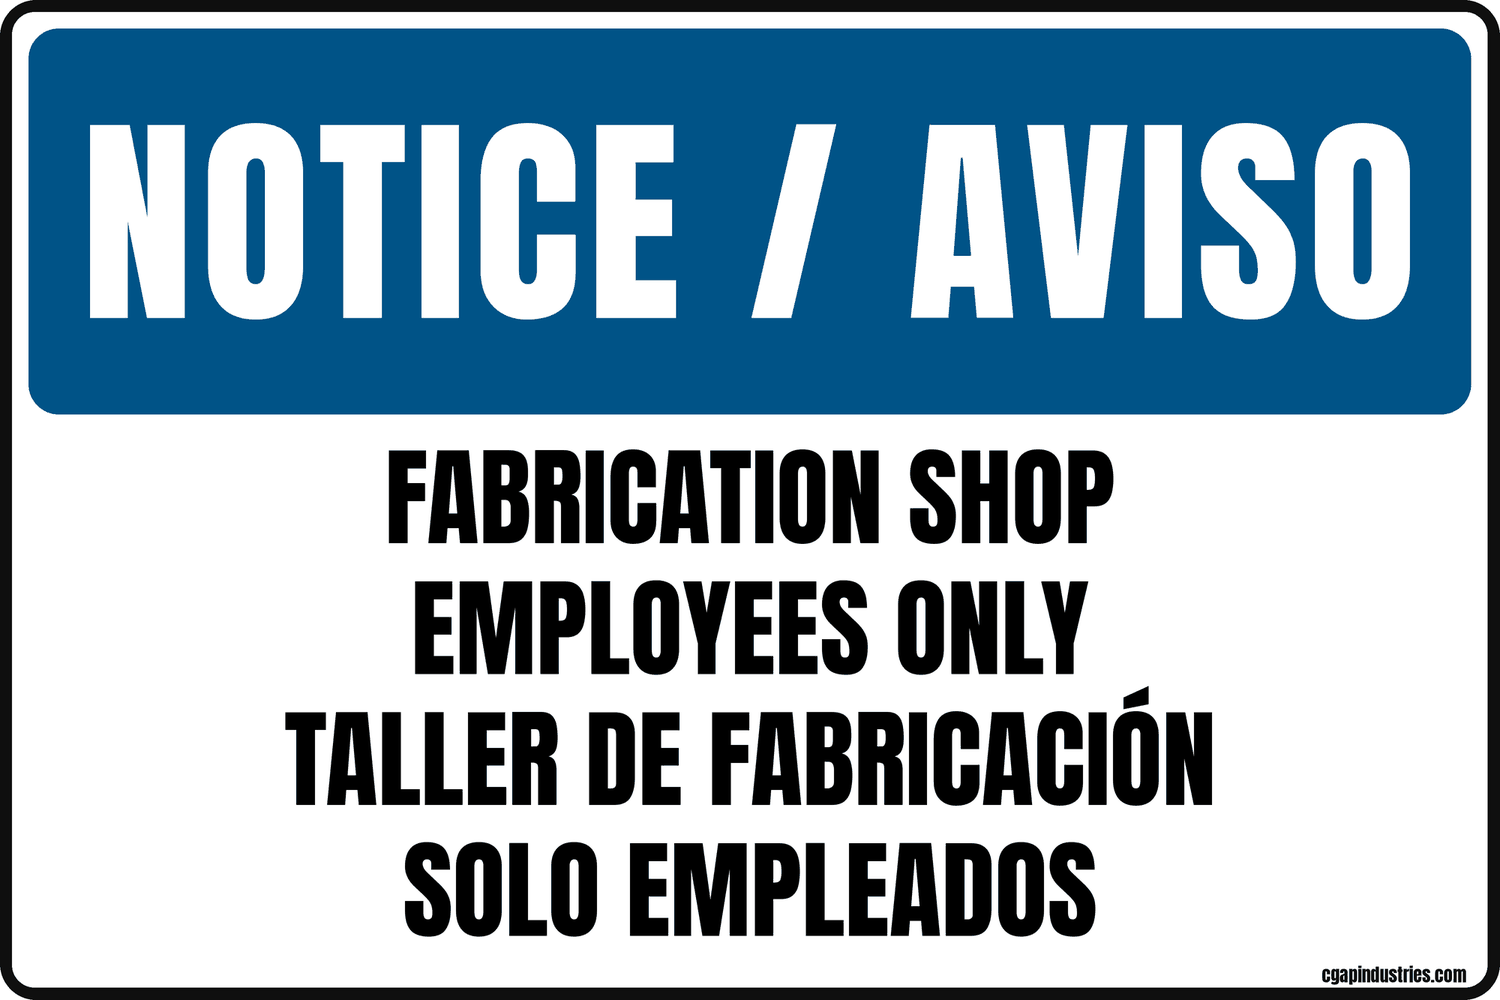 NOTICE / AVISO
FABRICATION SHOP
EMPLOYEES ONLY
TALLER DE FABRICACIÓN
SOLO EMPLEADOS
cgapindustries.com